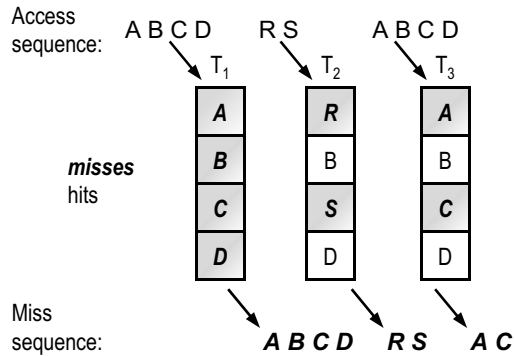 Access sequence:
A B C D
R S
A B C D
T1
T2
T3
A
R
A
B
B
B
misses
hits
C
S
C
D
D
D
Miss sequence:
A B C D
R S
A C